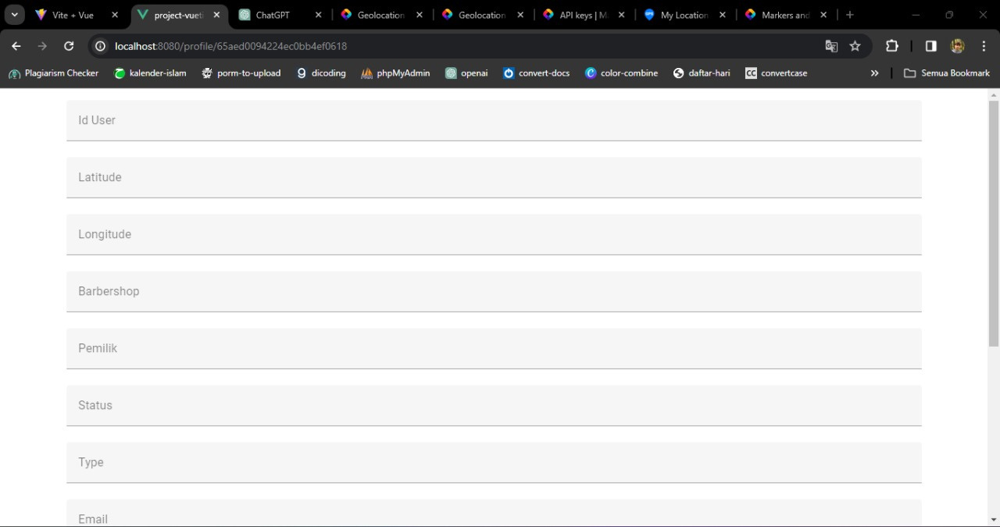 Vite + Vue project-vueti ChatGPT Geolocation Geolocation API keys | Ma My Location Markers and
localhost:8080/profile/65aed0094224ec0bb4ef0618
Plagiarism Checker kalender-islam porm-to-upload dicoding phpMyAdmin openai convert-docs color-combine daftar-hari CC convertcase » Semua Bookmark
Id User
Latitude
Longitude
Barbershop
Pemilik
Status
Type
Email